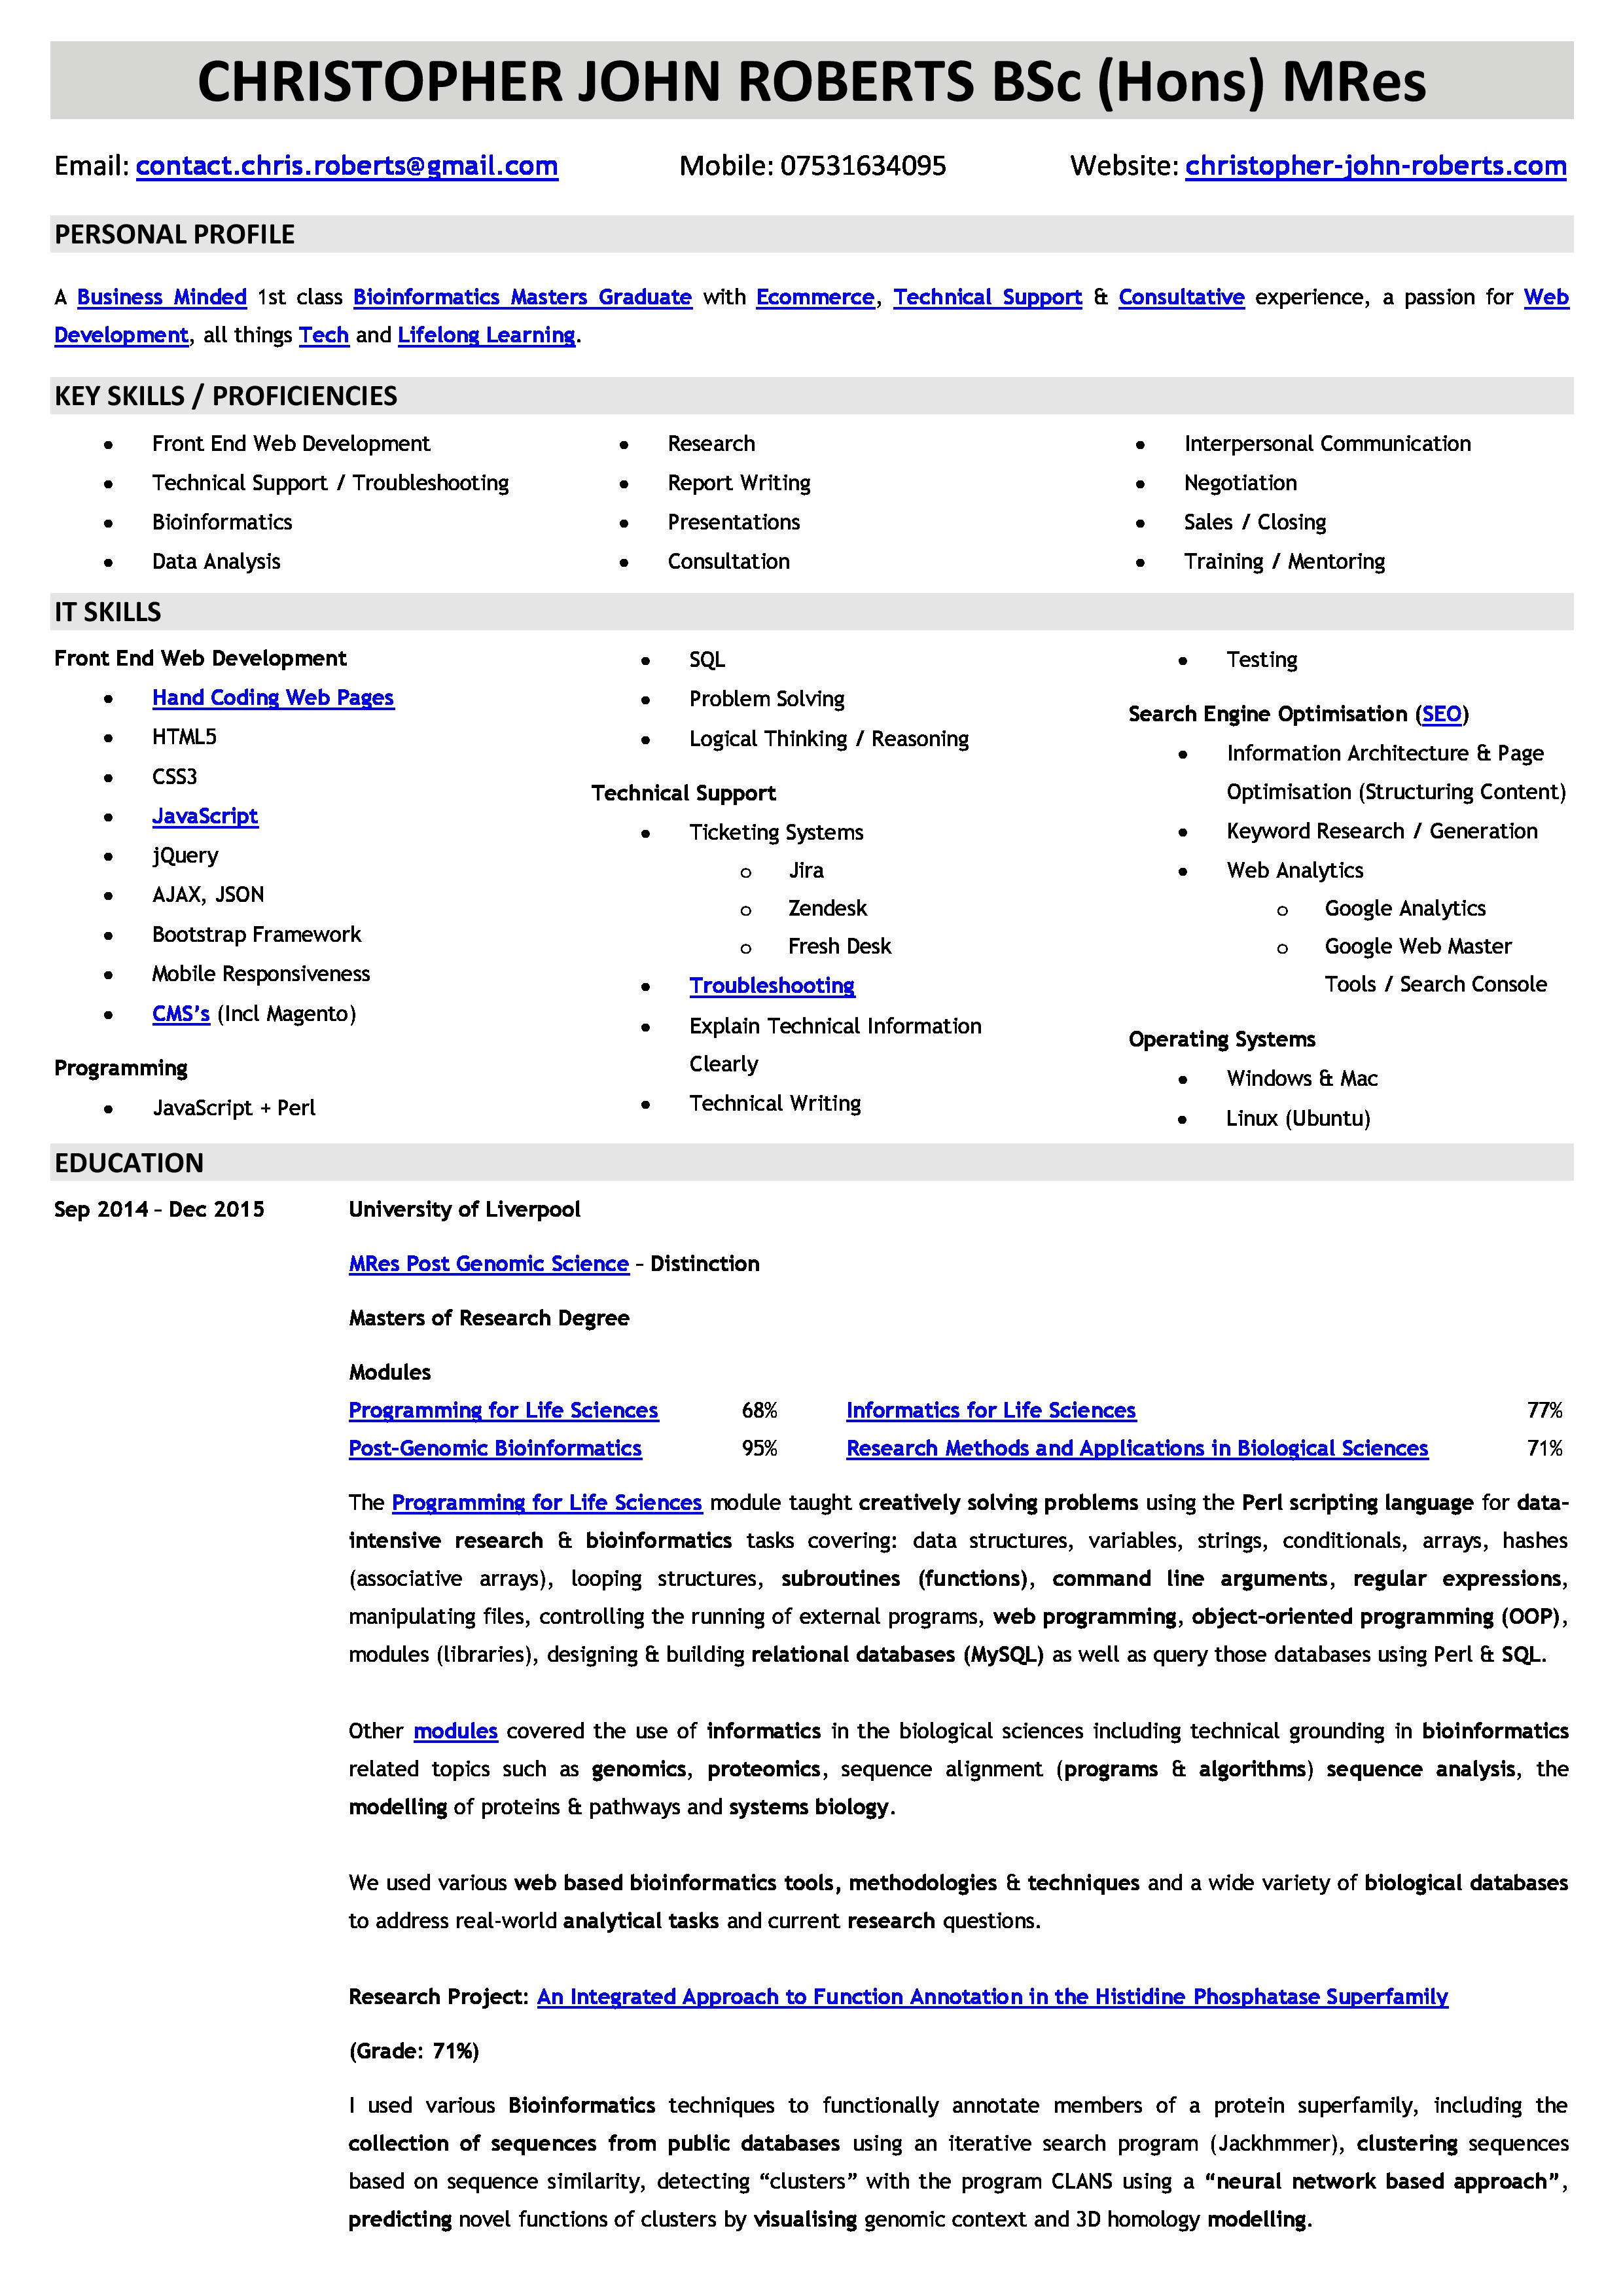 CHRISTOPHER JOHN ROBERTS BSc (Hons) MRes
Email: contact.chris.roberts@gmail.com Mobile: 07531634095 Website: christopher-john-roberts.com
PERSONAL PROFILE
A Business Minded 1st class Bioinformatics Masters Graduate with Ecommerce, Technical Support & Consultative experience, a passion for Web
Development, all things Tech and Lifelong Learning.
KEY SKILLS / PROFICIENCIES
• Front End Web Development
• Technical Support / Troubleshooting
• Bioinformatics
• Data Analysis
• Research
• Report Writing
• Presentations
• Consultation
• Interpersonal Communication
• Negotiation
• Sales / Closing
• Training / Mentoring
IT SKILLS
Front End Web Development
• Hand Coding Web Pages
• HTML5
• CSS3
• JavaScript
• jQuery
• AJAX, JSON
• Bootstrap Framework
• Mobile Responsiveness
• CMS’s (Incl Magento)
Programming
• JavaScript + Perl
• SQL
• Problem Solving
• Logical Thinking / Reasoning
Technical Support
• Ticketing Systems
o Jira
o Zendesk
o Fresh Desk
• Troubleshooting
• Explain Technical Information
Clearly
• Technical Writing
• Testing
Search Engine Optimisation (SEO)
• Information Architecture & Page
Optimisation (Structuring Content)
• Keyword Research / Generation
• Web Analytics
o Google Analytics
o Google Web Master
Tools / Search Console
Operating Systems
• Windows & Mac
• Linux (Ubuntu)
EDUCATION
Sep 2014 – Dec 2015 University of Liverpool
MRes Post Genomic Science – Distinction
Masters of Research Degree
Modules
Programming for Life Sciences 68% Informatics for Life Sciences 77%
Post-Genomic Bioinformatics 95% Research Methods and Applications in Biological Sciences 71%
The Programming for Life Sciences module taught creatively solving problems using the Perl scripting language for data-
intensive research & bioinformatics tasks covering: data structures, variables, strings, conditionals, arrays, hashes
(associative arrays), looping structures, subroutines (functions), command line arguments, regular expressions,
manipulating files, controlling the running of external programs, web programming, object-oriented programming (OOP),
modules (libraries), designing & building relational databases (MySQL) as well as query those databases using Perl & SQL.
Other modules covered the use of informatics in the biological sciences including technical grounding in bioinformatics
related topics such as genomics, proteomics, sequence alignment (programs & algorithms) sequence analysis, the
modelling of proteins & pathways and systems biology.
We used various web based bioinformatics tools, methodologies & techniques and a wide variety of biological databases
to address real-world analytical tasks and current research questions.
Research Project: An Integrated Approach to Function Annotation in the Histidine Phosphatase Superfamily
(Grade: 71%)
I used various Bioinformatics techniques to functionally annotate members of a protein superfamily, including the
collection of sequences from public databases using an iterative search program (Jackhmmer), clustering sequences
based on sequence similarity, detecting “clusters” with the program CLANS using a “neural network based approach”,
predicting novel functions of clusters by visualising genomic context and 3D homology modelling.